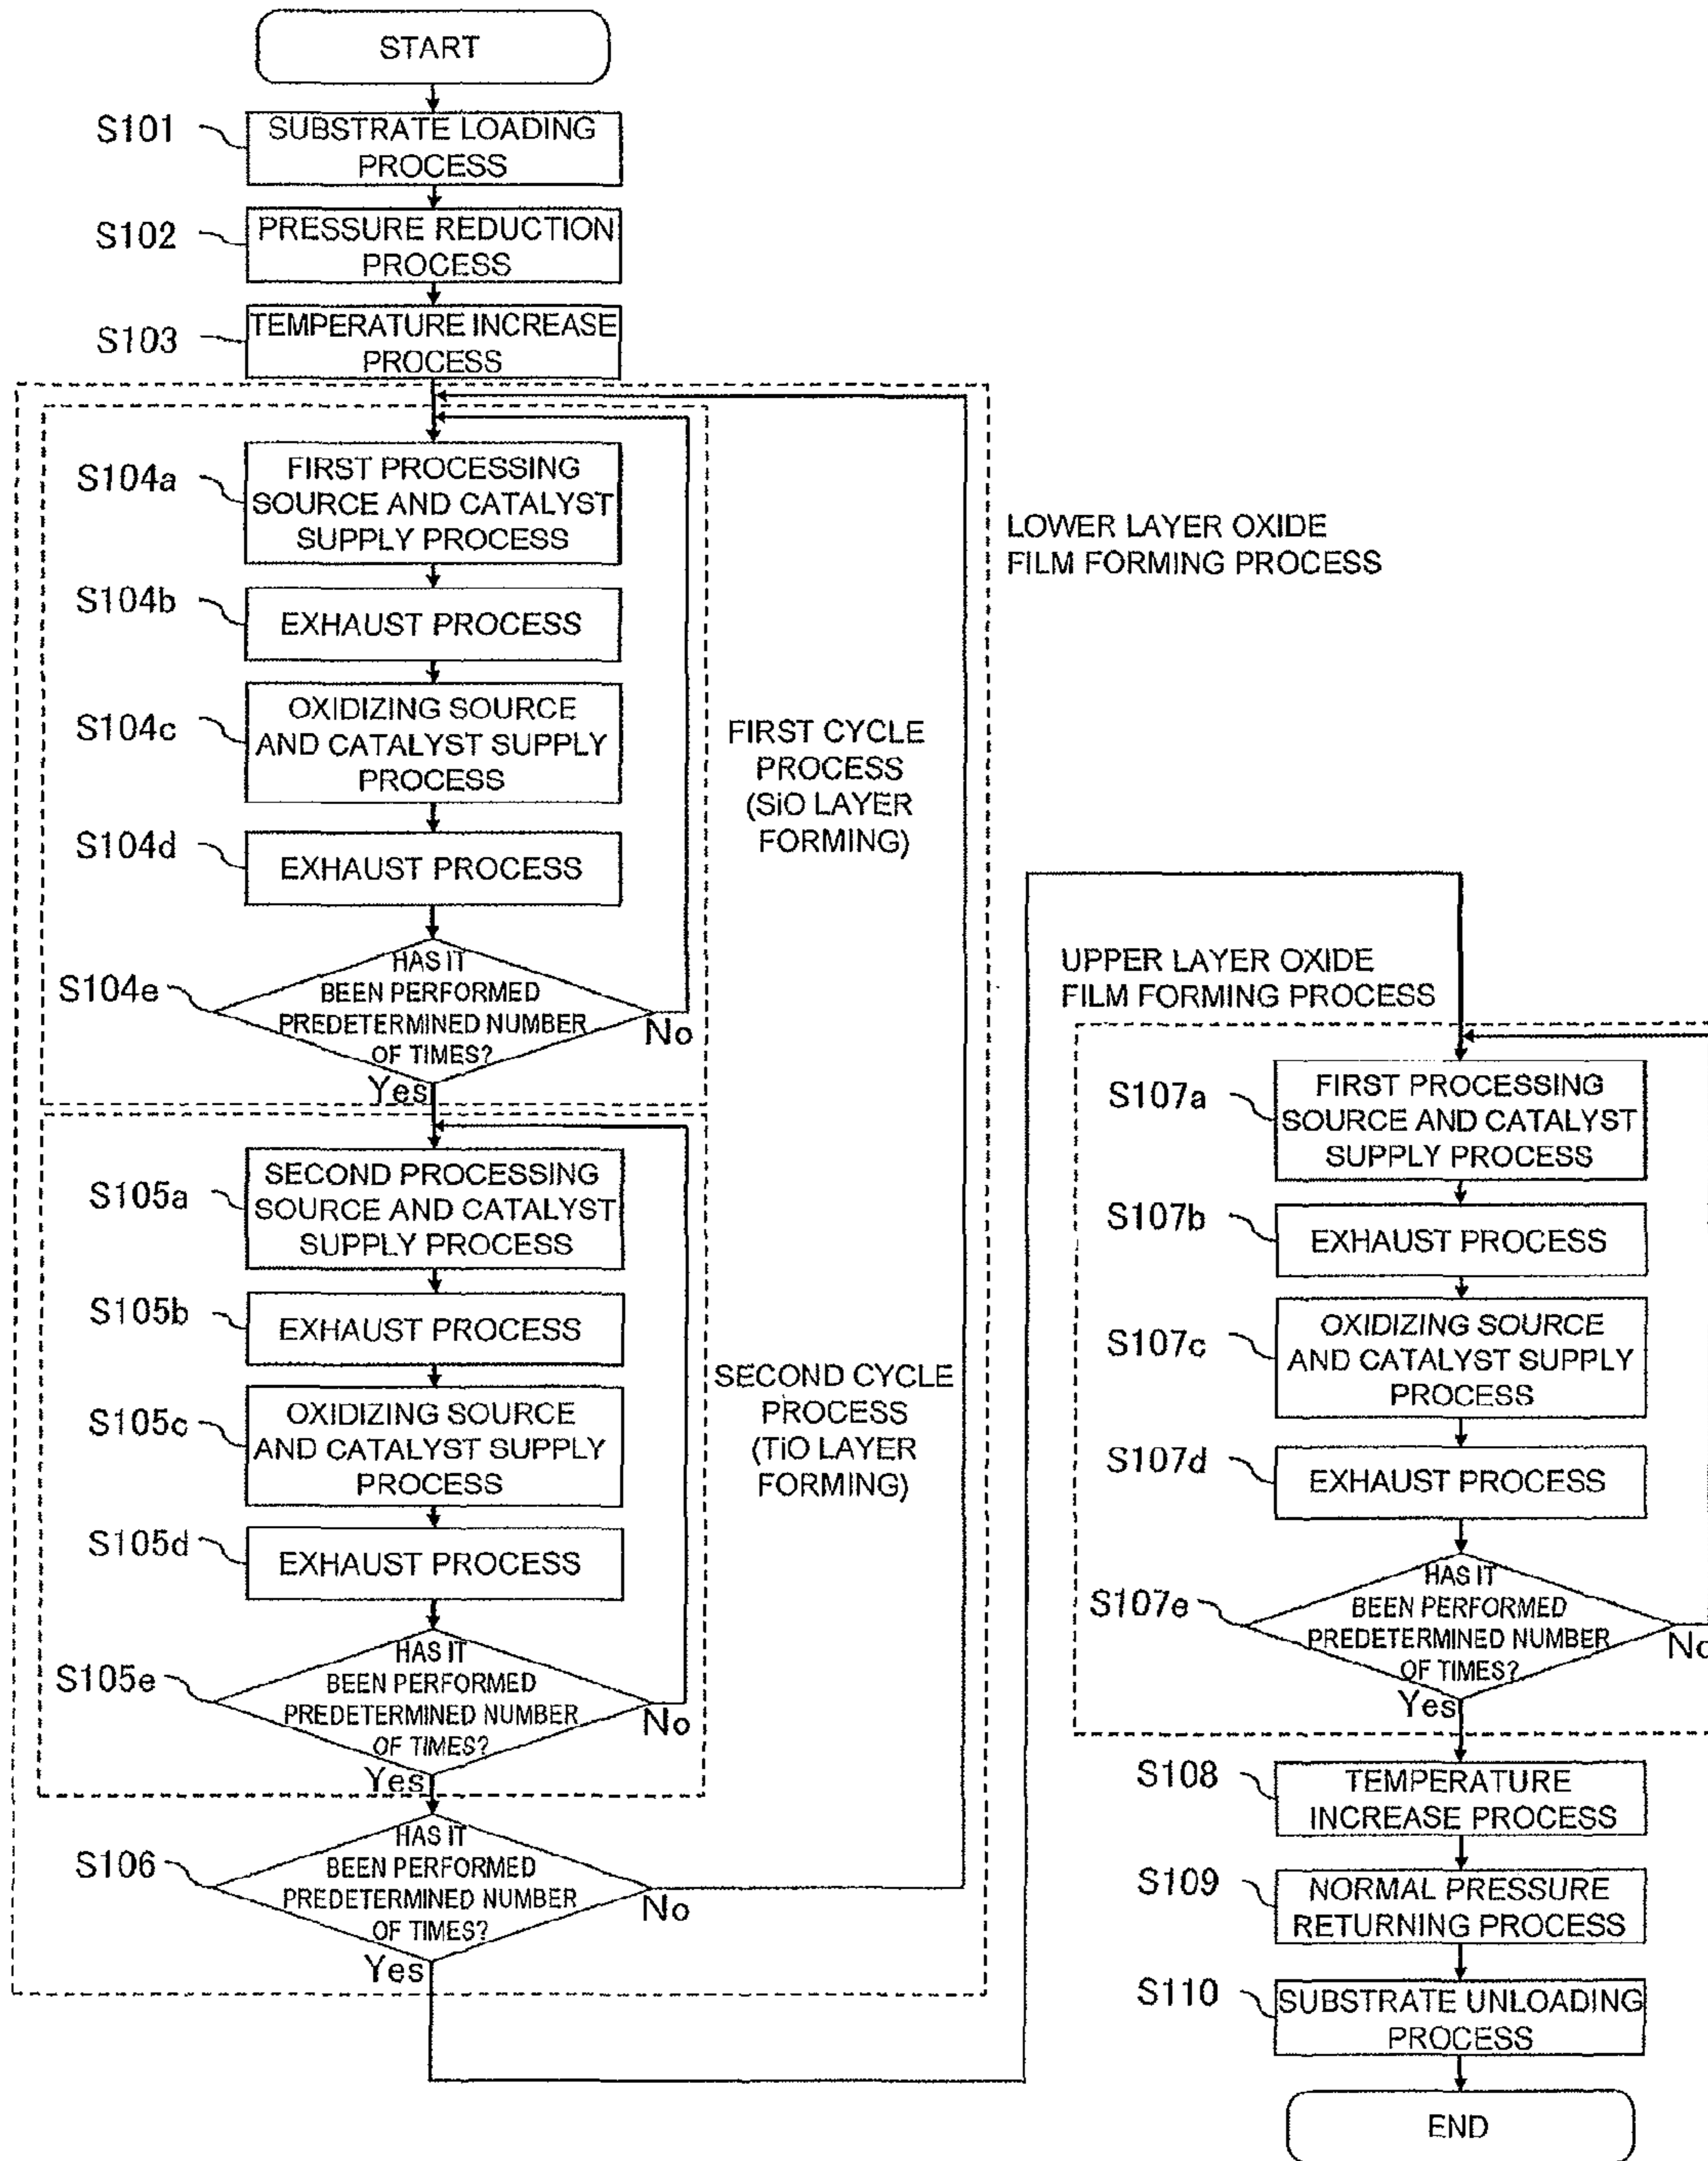 START
S101
SUBSTRATE LOADING
PROCESS
S102
PRESSURE REDUCTION
PROCESS
S103
TEMPERATURE INCREASE
PROCESS
S104a
FIRST PROCESSING
SOURCE AND CATALYST
SUPPLY PROCESS
S104b
EXHAUST PROCESS
S104c
OXIDIZING SOURCE
AND CATALYST SUPPLY
PROCESS
S104d
EXHAUST PROCESS
S104e
HAS IT
BEEN PERFORMED
PREDETERMINED NUMBER
OF TIMES?
No
Yes
FIRST CYCLE
PROCESS
(SiO LAYER
FORMING)
LOWER LAYER OXIDE
FILM FORMING PROCESS
S105a
SECOND PROCESSING
SOURCE AND CATALYST
SUPPLY PROCESS
S105b
EXHAUST PROCESS
S105c
OXIDIZING SOURCE
AND CATALYST SUPPLY
PROCESS
S105d
EXHAUST PROCESS
S105e
HAS IT
BEEN PERFORMED
PREDETERMINED NUMBER
OF TIMES?
No
Yes
SECOND CYCLE
PROCESS
(TiO LAYER
FORMING)
S106
HAS IT
BEEN PERFORMED
PREDETERMINED NUMBER
OF TIMES?
No
Yes
UPPER LAYER OXIDE
FILM FORMING PROCESS
S107a
FIRST PROCESSING
SOURCE AND CATALYST
SUPPLY PROCESS
S107b
EXHAUST PROCESS
S107c
OXIDIZING SOURCE
AND CATALYST SUPPLY
PROCESS
S107d
EXHAUST PROCESS
S107e
HAS IT
BEEN PERFORMED
PREDETERMINED NUMBER
OF TIMES?
No
Yes
S108
TEMPERATURE
INCREASE PROCESS
S109
NORMAL PRESSURE
RETURNING PROCESS
S110
SUBSTRATE UNLOADING
PROCESS
END